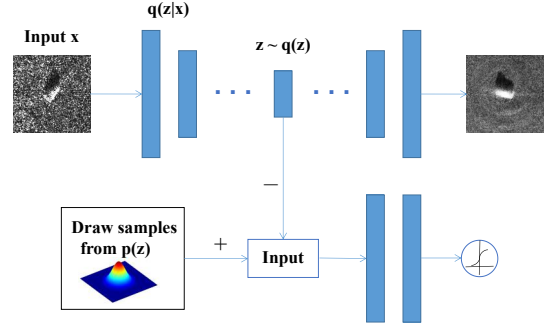 q(z|x)
Input x
z ~ q(z)
−
Draw samples
from p(z)
+
Input